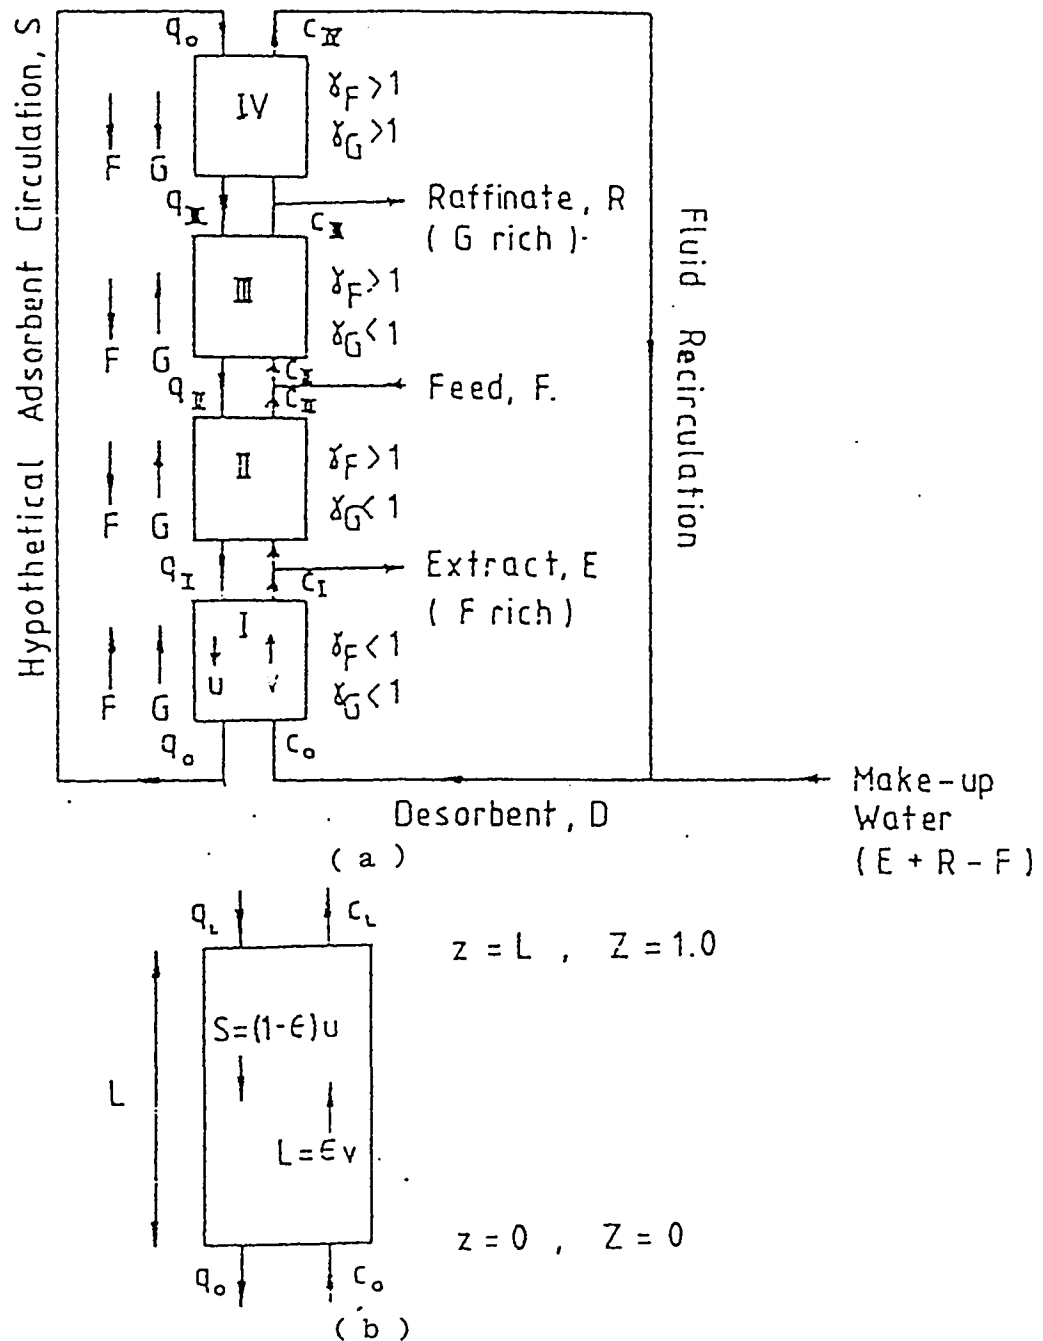 Hypothetical Adsorbent Circulation, S
q₀ C_IV
IV
γF > 1
γG > 1
F G
q_III C_III
Raffinate, R
( G rich )
III
γF > 1
γG < 1
F G
q_II
C_II
Feed, F.
II
γF > 1
γG < 1
F G
q_I C_I
Extract, E
( F rich )
I
u v
γF < 1
γG < 1
F G
q₀ C₀
Fluid Recirculation
Desorbent, D
Make-up
Water
(E + R - F)
( a )
q_L C_L
z = L , Z = 1.0
S=(1-ϵ)u
L
L=ϵv
z = 0 , Z = 0
q₀ C₀
( b )